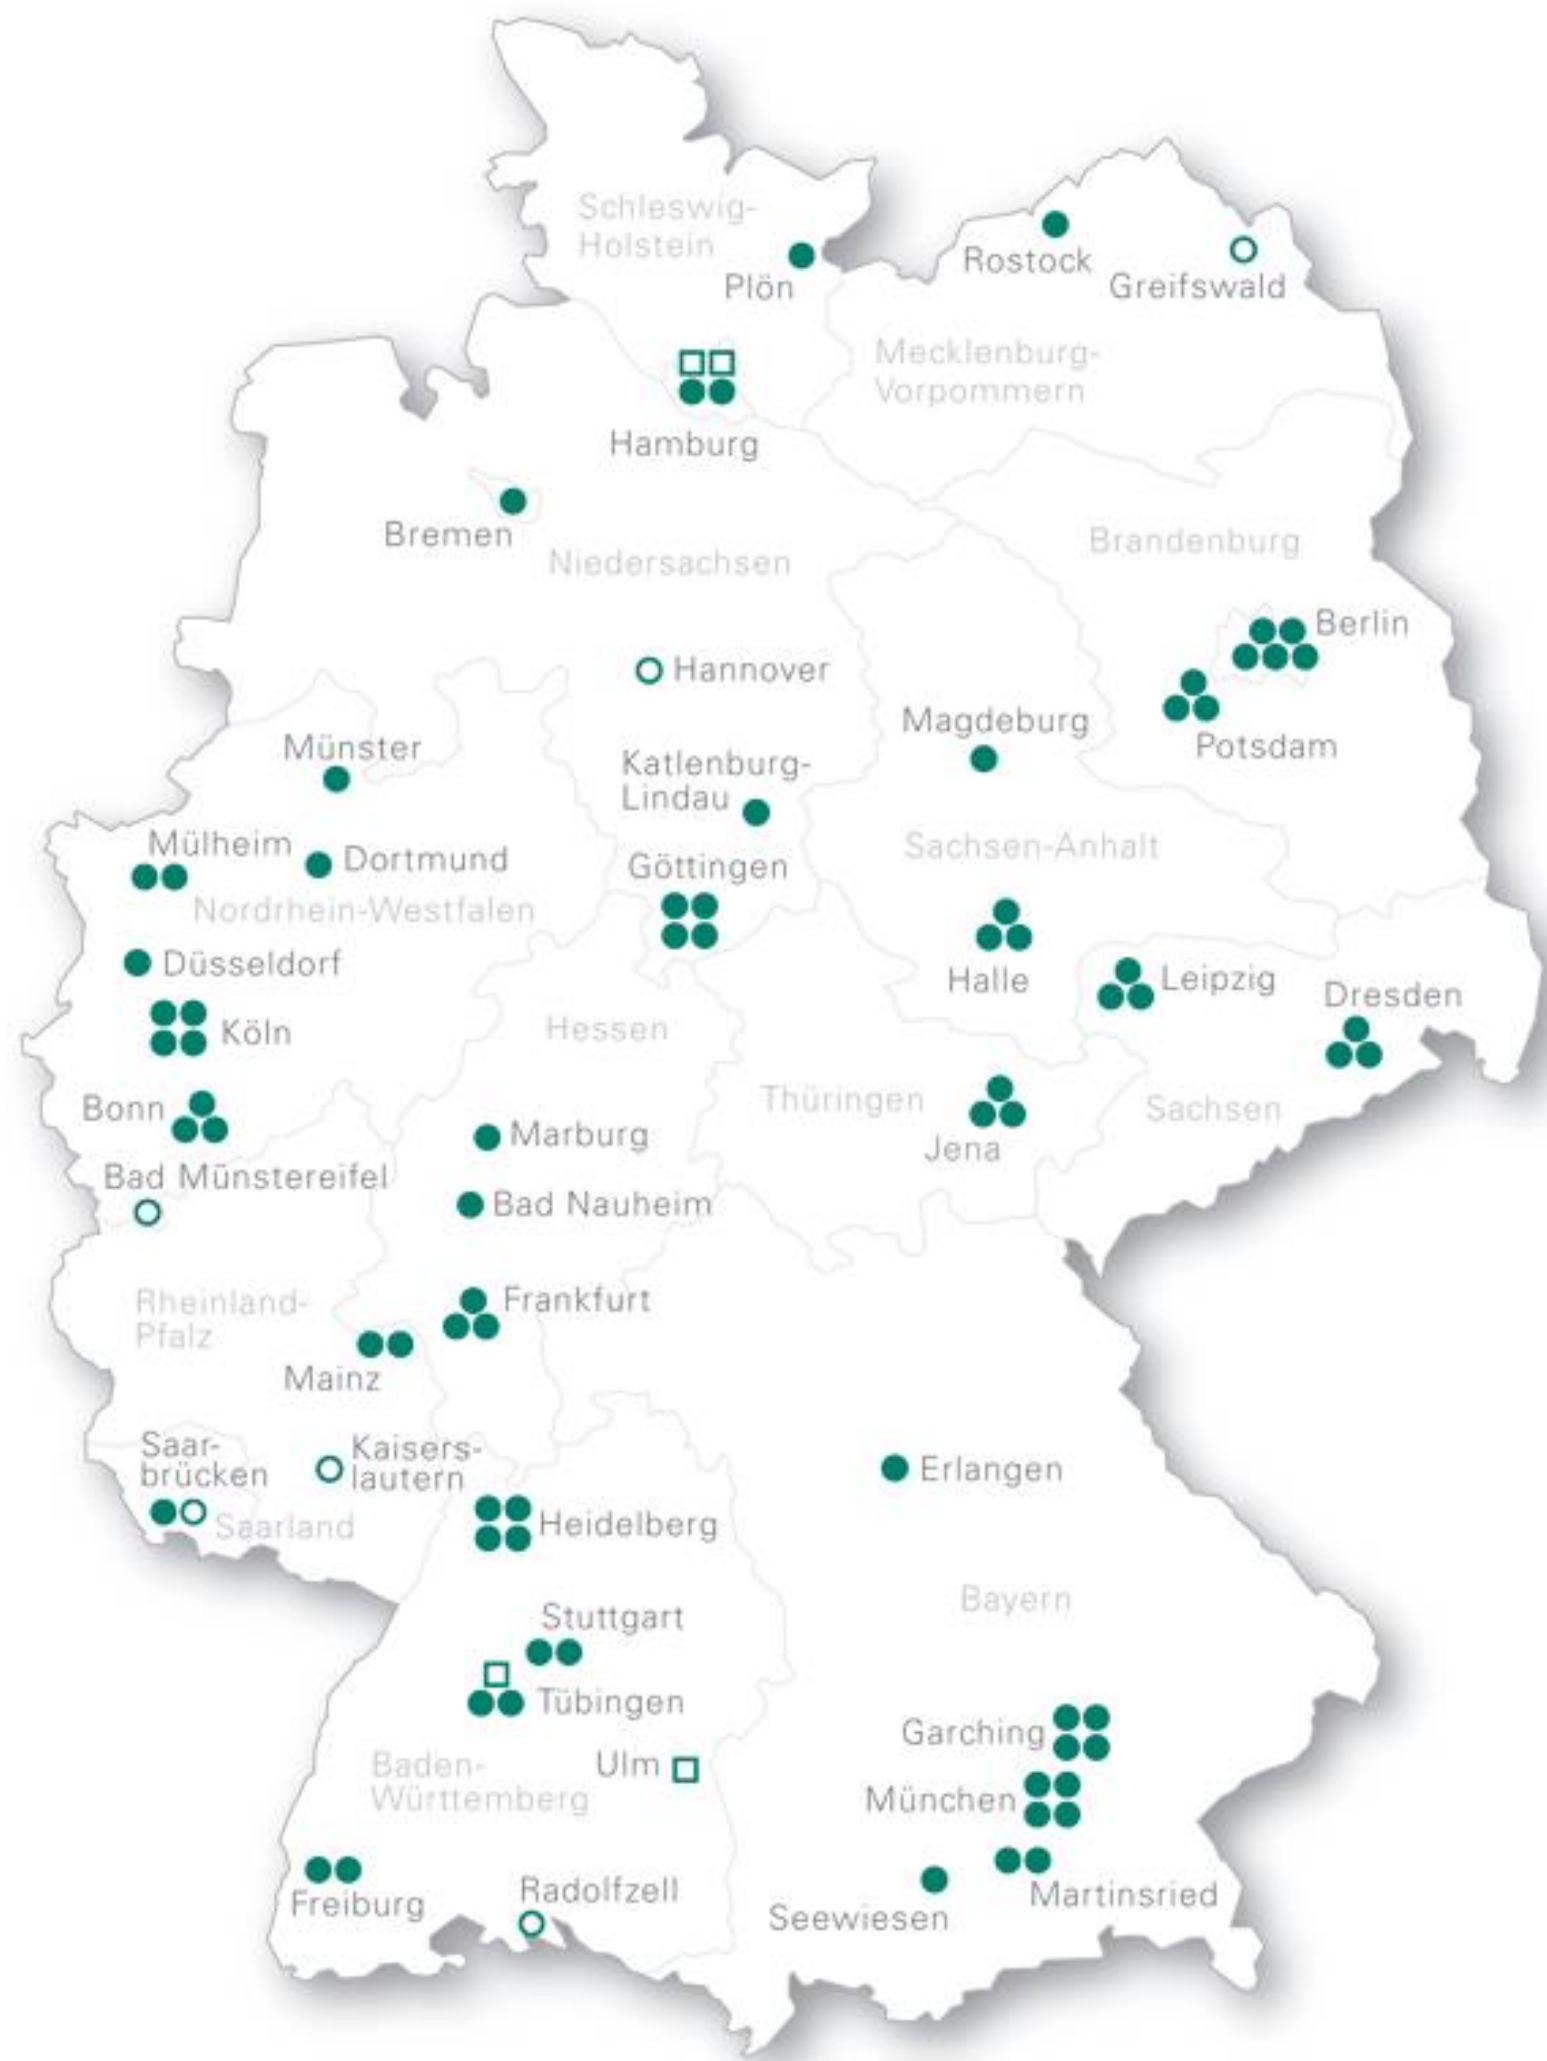 Schleswig-
Holstein
Plön
Rostock
Greifswald
Mecklenburg-
Vorpommern
Hamburg
Bremen
Niedersachsen
Brandenburg
Berlin
Hannover
Potsdam
Magdeburg
Münster
Katlenburg-
Lindau
Mülheim
Dortmund
Göttingen
Sachsen-Anhalt
Nordrhein-Westfalen
Düsseldorf
Halle
Leipzig
Dresden
Köln
Hessen
Bonn
Thüringen
Sachsen
Marburg
Jena
Bad Münstereifel
Bad Nauheim
Rheinland-
Pfalz
Frankfurt
Mainz
Saar-
brücken
Kaisers-
lautern
Erlangen
Saarland
Heidelberg
Bayern
Stuttgart
Tübingen
Garching
Baden-
Württemberg
Ulm
München
Freiburg
Radolfzell
Martinsried
Seewiesen